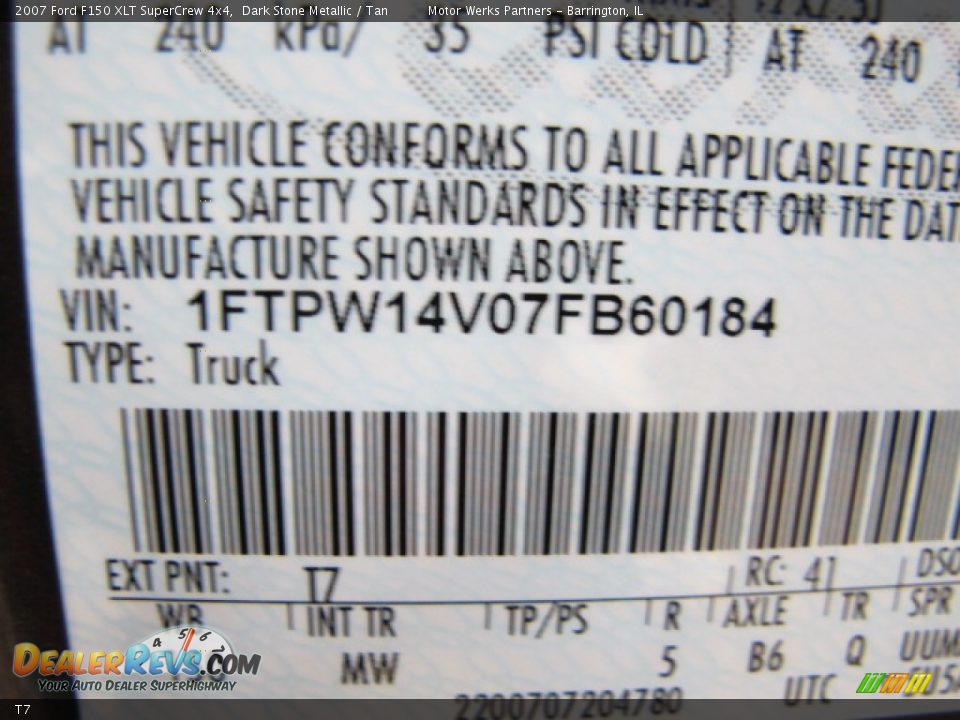 2007 Ford F150 XLT SuperCrew 4x4, Dark Stone Metallic / Tan Motor Werks Partners - Barrington, IL
AT 240 kPa/ 35 PSI COLD AT 240
THIS VEHICLE CONFORMS TO ALL APPLICABLE FEDE
VEHICLE SAFETY STANDARDS IN EFFECT ON THE DAT
MANUFACTURE SHOWN ABOVE.
VIN: 1FTPW14V07FB60184
TYPE: Truck
EXT PNT: T7 RC: 41 DSO
WB INT TR TP/PS R AXLE TR SPR
MW 5 B6 Q UUM
2200707204780 UTC
DEALERREVS.COM
YOUR AUTO DEALER SUPERHIGHWAY
T7